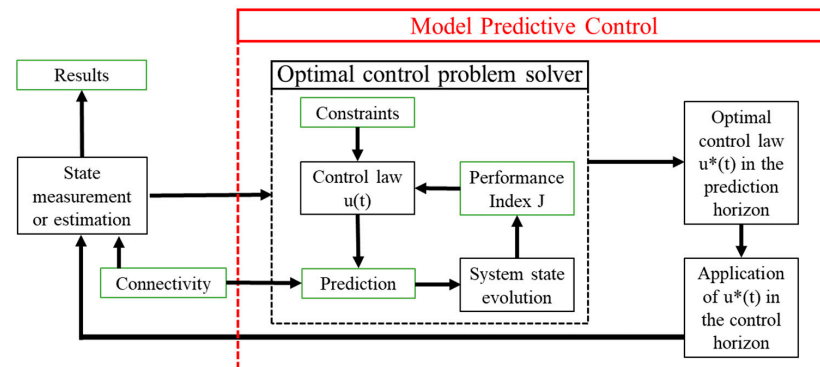 Model Predictive Control
Results
Optimal control problem solver
Constraints
Optimal
control law
u*(t) in the
prediction
horizon
State
measurement
or estimation
Control law
u(t)
Performance
Index J
Connectivity
Prediction
System state
evolution
Application
of u*(t) in
the control
horizon